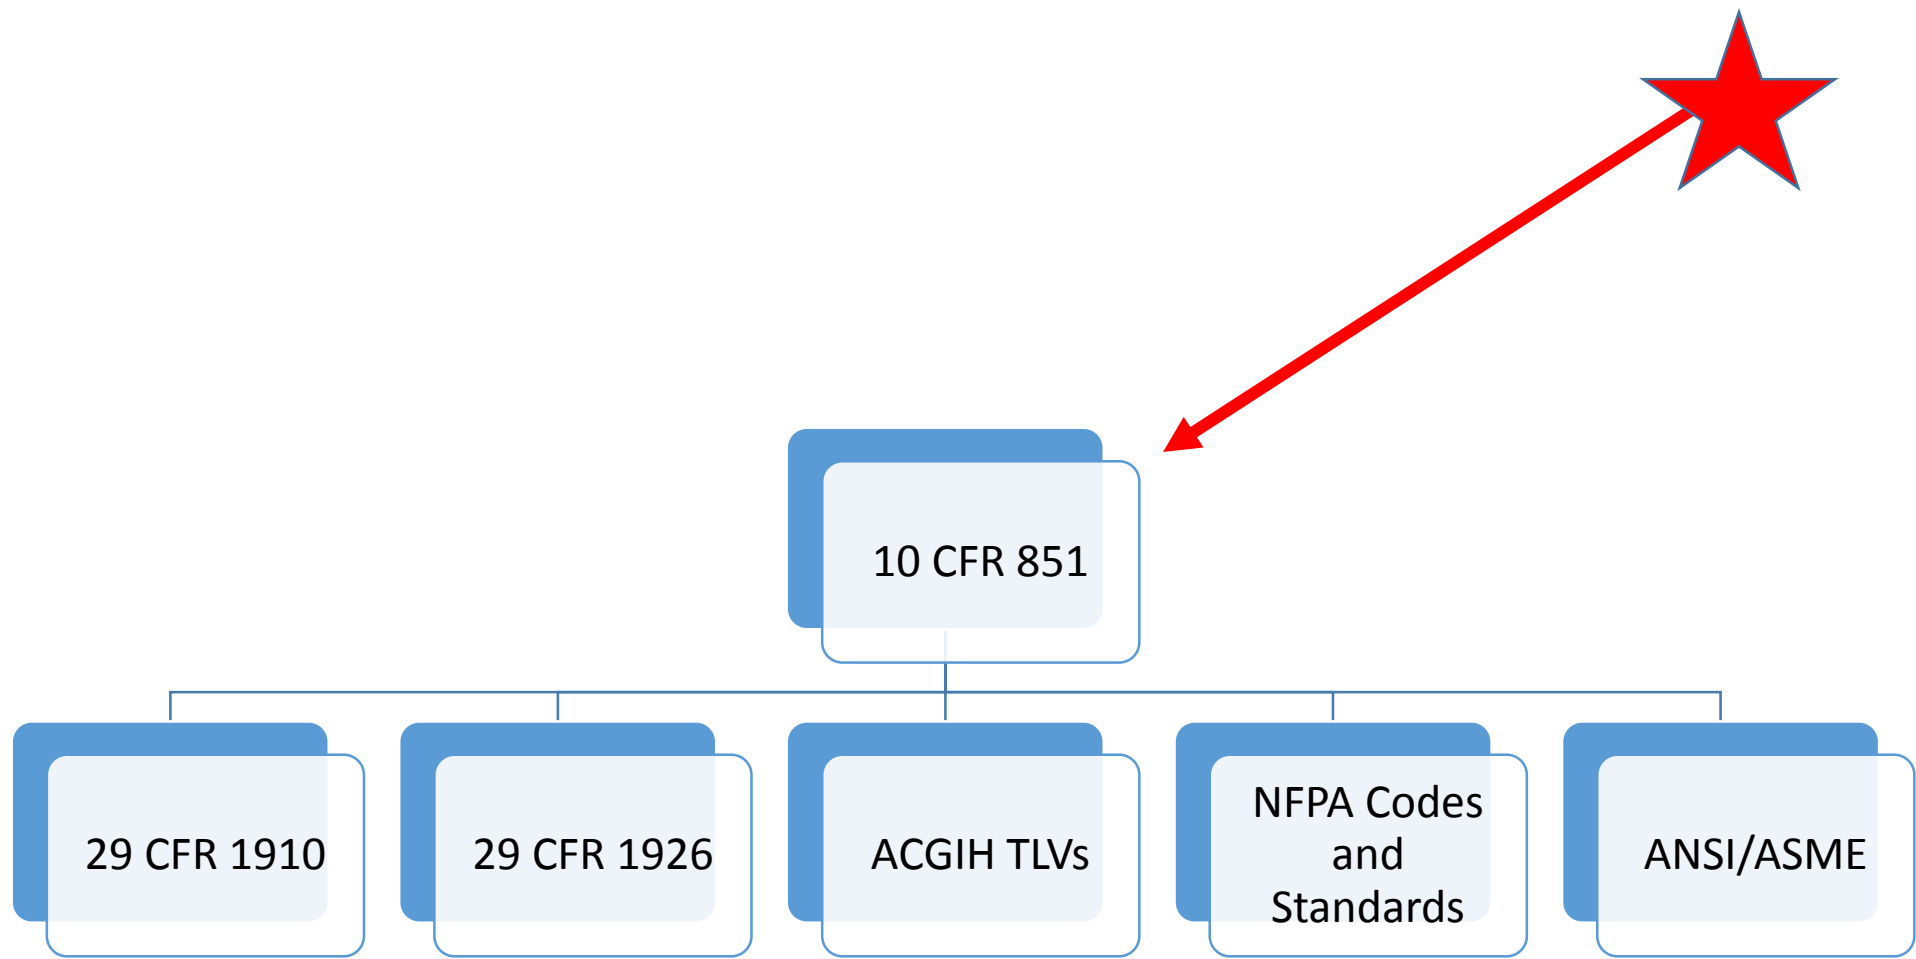 10 CFR 851
29 CFR 1910
29 CFR 1926
ACGIH TLVs
NFPA Codes
and
Standards
ANSI/ASME